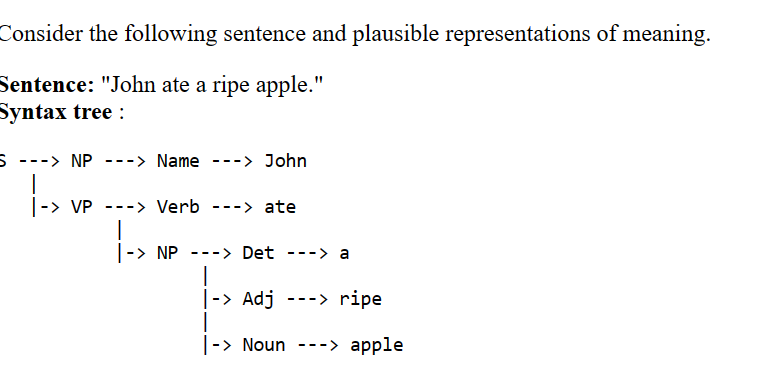 Consider the following sentence and plausible representations of meaning.
Sentence: "John ate a ripe apple."
Syntax tree :
S ---> NP ---> Name ---> John
|
|-> VP ---> Verb ---> ate
|
|-> NP ---> Det ---> a
|
|-> Adj ---> ripe
|
|-> Noun ---> apple